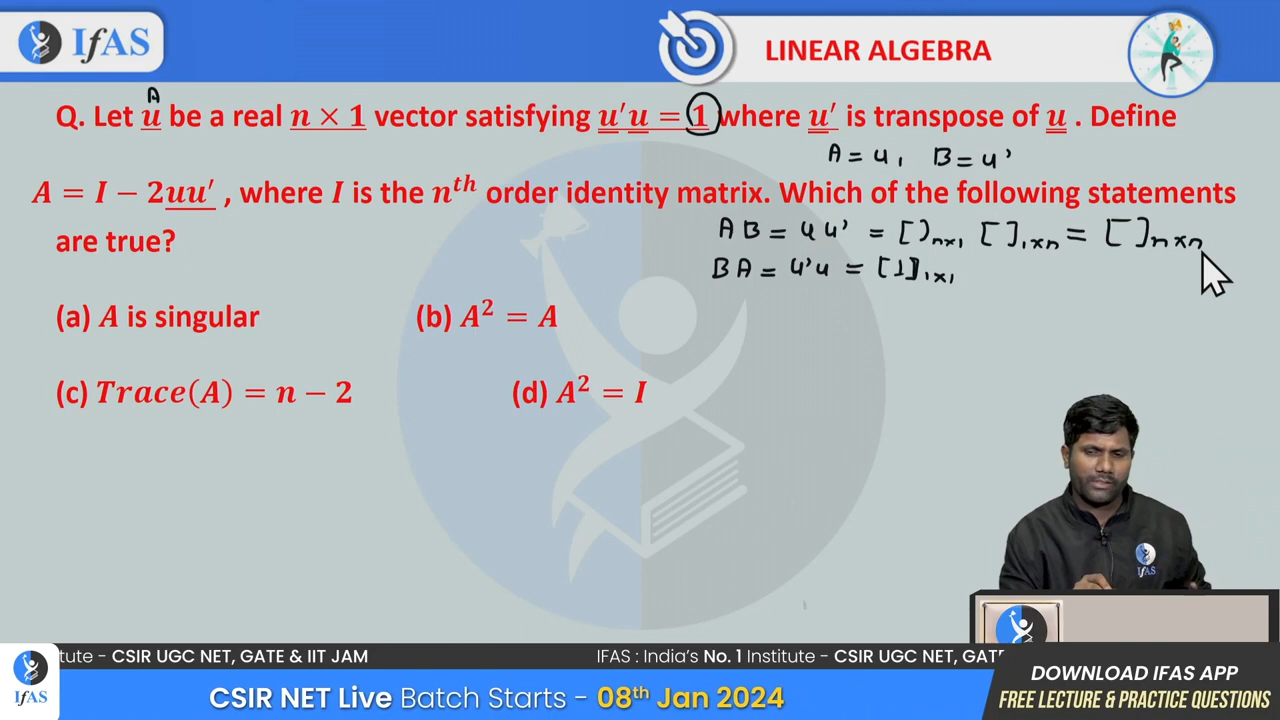 IfAS
LINEAR ALGEBRA
A
Q. Let u be a real n × 1 vector satisfying u'u = 1 where u' is transpose of u . Define
A = u, B = u'
A = I − 2uu' , where I is the nᵗʰ order identity matrix. Which of the following statements
are true?
AB = uu' = [ ]n×1 [ ]1×n = [ ]n×n
BA = u'u = [1]1×1
(a) A is singular
(b) A² = A
(c) Trace(A) = n − 2
(d) A² = I
IfAS
tute - CSIR UGC NET, GATE & IIT JAM
IFAS : India's No. 1 Institute - CSIR UGC NET, GATE
IfAS
CSIR NET Live Batch Starts - 08th Jan 2024
DOWNLOAD IFAS APP
FREE LECTURE & PRACTICE QUESTIONS